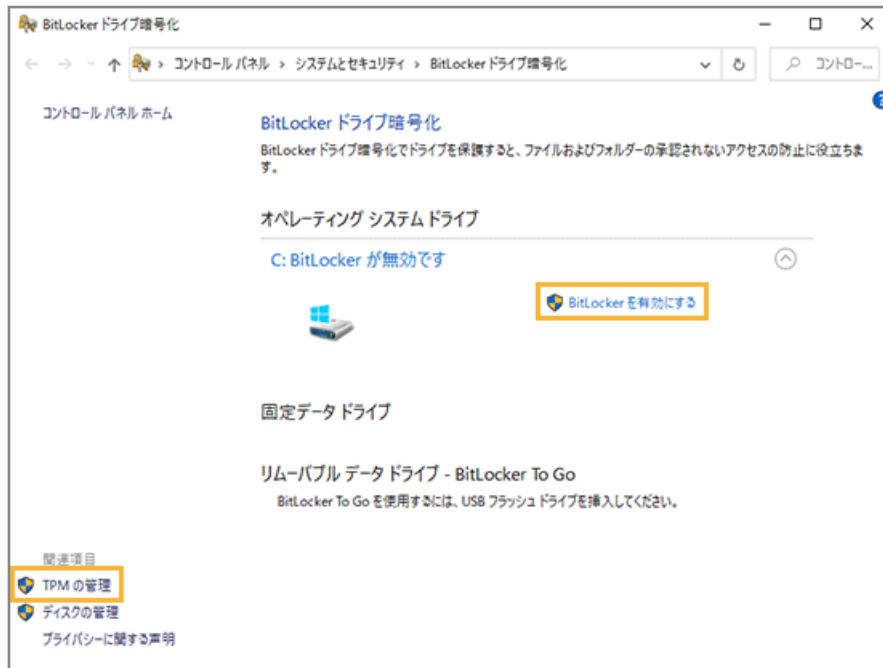 BitLocker ドライブ暗号化
コントロール パネル › システムとセキュリティ › BitLocker ドライブ暗号化
コントロー...
コントロール パネル ホーム
?
BitLocker ドライブ暗号化
BitLocker ドライブ暗号化でドライブを保護すると、ファイルおよびフォルダーの承認されないアクセスの防止に役立ちま
す。
オペレーティング システム ドライブ
C: BitLocker が無効です
BitLocker を有効にする
固定データ ドライブ
リムーバブル データ ドライブ - BitLocker To Go
BitLocker To Go を使用するには、USB フラッシュ ドライブを挿入してください。
関連項目
TPM の管理
ディスクの管理
プライバシーに関する声明